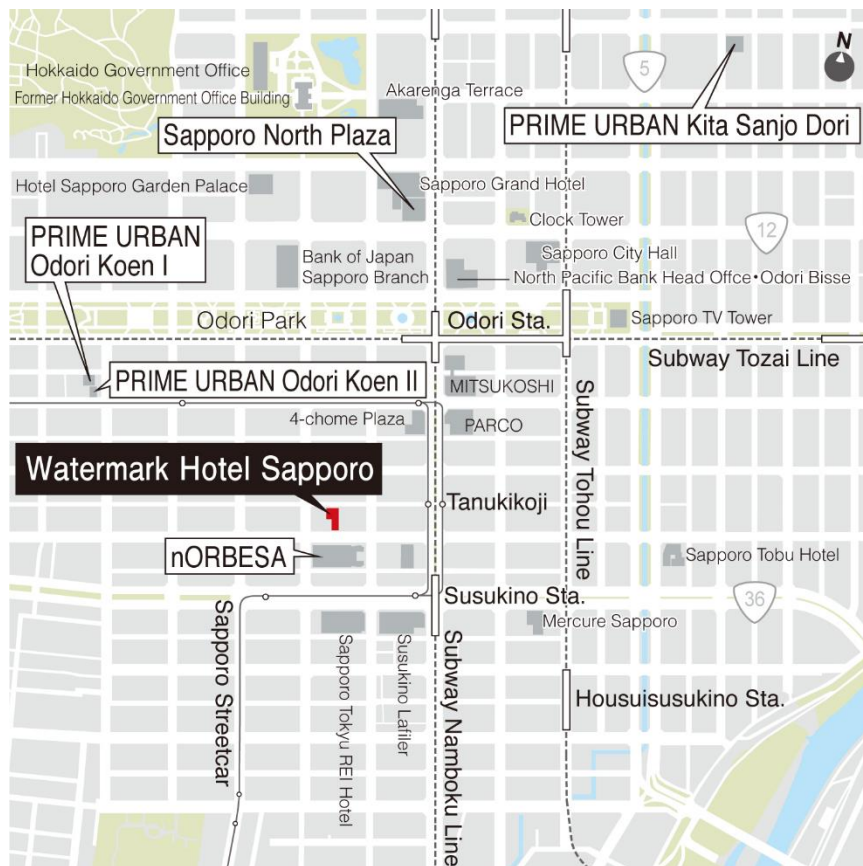 N
5
Hokkaido Government Office
Former Hokkaido Government Office Building
Akarenga Terrace
Sapporo North Plaza
PRIME URBAN Kita Sanjo Dori
Hotel Sapporo Garden Palace
Sapporo Grand Hotel
Clock Tower
12
PRIME URBAN
Odori Koen I
Bank of Japan
Sapporo Branch
Sapporo City Hall
North Pacific Bank Head Offce・Odori Bisse
Odori Park
Odori Sta.
Sapporo TV Tower
Subway Tozai Line
PRIME URBAN Odori Koen II
MITSUKOSHI
4-chome Plaza
PARCO
Subway Tohou Line
Watermark Hotel Sapporo
Tanukikoji
nORBESA
Sapporo Tobu Hotel
Susukino Sta.
36
Mercure Sapporo
Sapporo Streetcar
Sapporo Tokyu REI Hotel
Susukino Lafiler
Subway Namboku Line
Housuisusukino Sta.